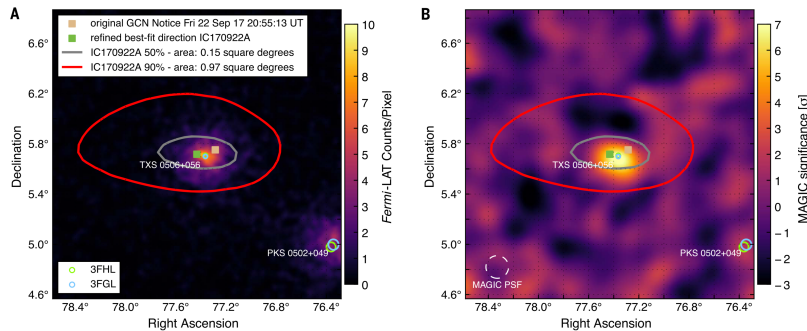 A
original GCN Notice Fri 22 Sep 17 20:55:13 UT
refined best-fit direction IC170922A
IC170922A 50% - area: 0.15 square degrees
IC170922A 90% - area: 0.97 square degrees
6.6°
6.2°
5.8°
5.4°
5.0°
4.6°
Declination
TXS 0506+056
PKS 0502+049
3FHL
3FGL
78.4°
78.0°
77.6°
77.2°
76.8°
76.4°
Right Ascension
10
9
8
7
6
5
4
3
2
1
0
Fermi-LAT Counts/Pixel
B
6.6°
6.2°
5.8°
5.4°
5.0°
4.6°
Declination
TXS 0506+056
PKS 0502+049
MAGIC PSF
78.4°
78.0°
77.6°
77.2°
76.8°
76.4°
Right Ascension
7
6
5
4
3
2
1
0
−1
−2
−3
MAGIC significance [σ]